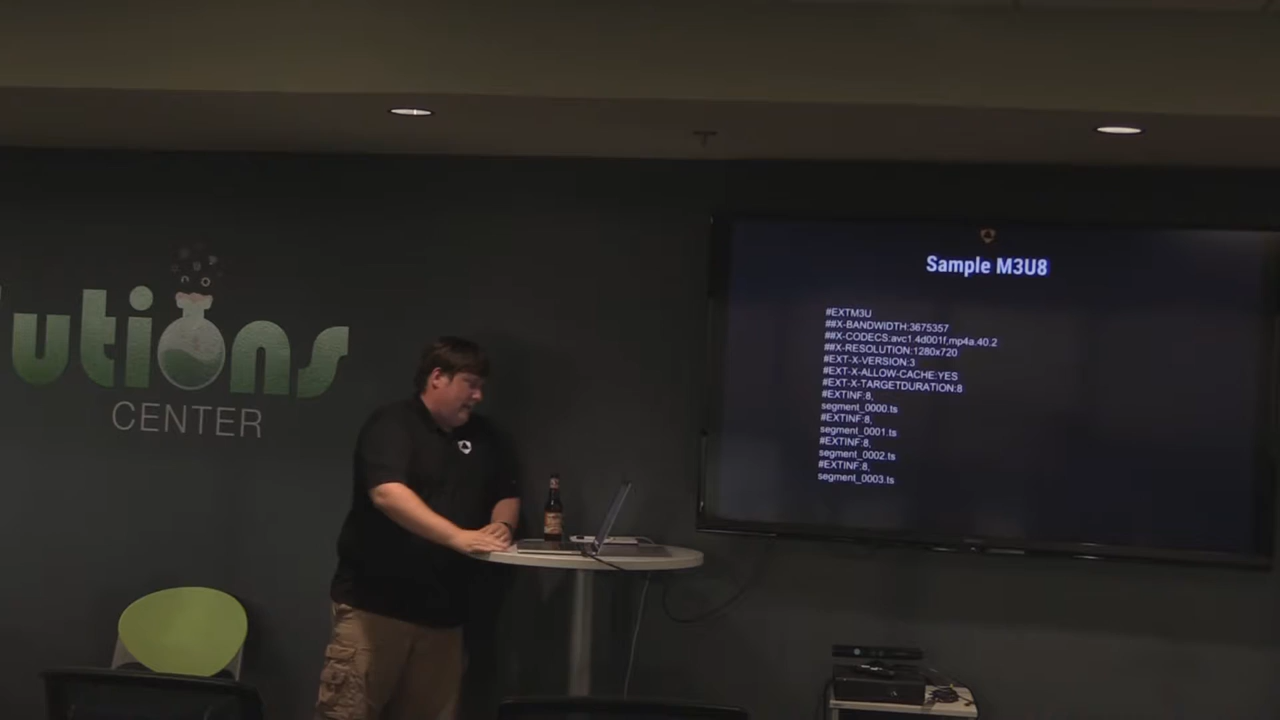 lutions
CENTER
Sample M3U8
#EXTM3U
##X-BANDWIDTH:3675357
##X-CODECS:avc1.4d001f,mp4a.40.2
##X-RESOLUTION:1280x720
#EXT-X-VERSION:3
#EXT-X-ALLOW-CACHE:YES
#EXT-X-TARGETDURATION:8
#EXTINF:8,
segment_0000.ts
#EXTINF:8,
segment_0001.ts
#EXTINF:8,
segment_0002.ts
#EXTINF:8,
segment_0003.ts